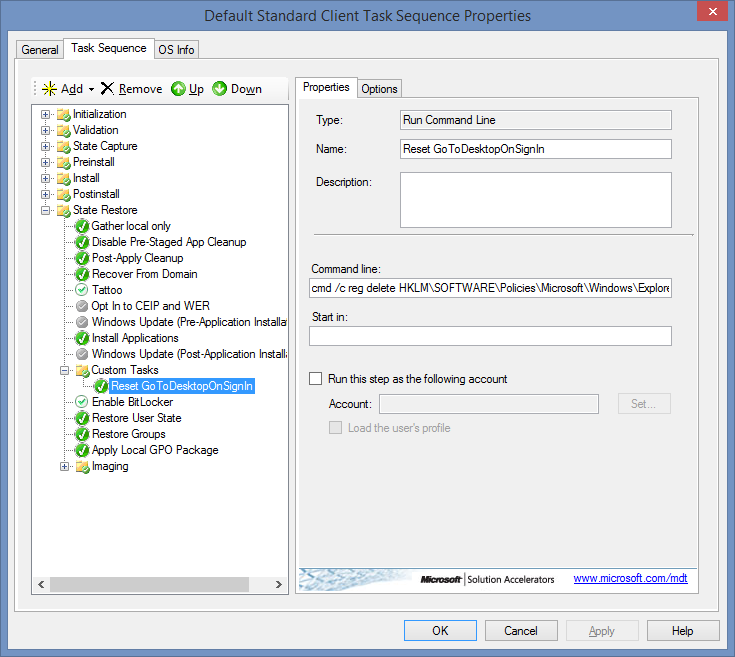 Default Standard Client Task Sequence Properties
General
Task Sequence
OS Info
Add
Remove
Up
Down
Initialization
Validation
State Capture
Preinstall
Install
Postinstall
State Restore
Gather local only
Disable Pre-Staged App Cleanup
Post-Apply Cleanup
Recover From Domain
Tattoo
Opt In to CEIP and WER
Windows Update (Pre-Application Installa
Install Applications
Windows Update (Post-Application Install
Custom Tasks
Reset GoToDesktopOnSignIn
Enable BitLocker
Restore User State
Restore Groups
Apply Local GPO Package
Imaging
Properties
Options
Type:
Run Command Line
Name:
Reset GoToDesktopOnSignIn
Description:
Command line:
cmd /c reg delete HKLM\SOFTWARE\Policies\Microsoft\Windows\Explore
Start in:
Run this step as the following account
Account:
Set...
Load the user's profile
Microsoft Solution Accelerators
www.microsoft.com/mdt
OK
Cancel
Apply
Help